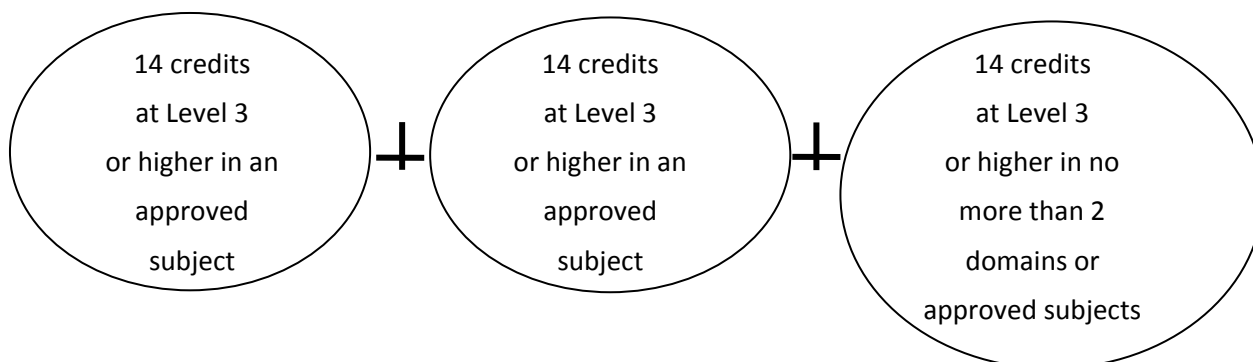 14 credits
at Level 3
or higher in an
approved
subject
+
14 credits
at Level 3
or higher in an
approved
subject
+
14 credits
at Level 3
or higher in no
more than 2
domains or
approved subjects